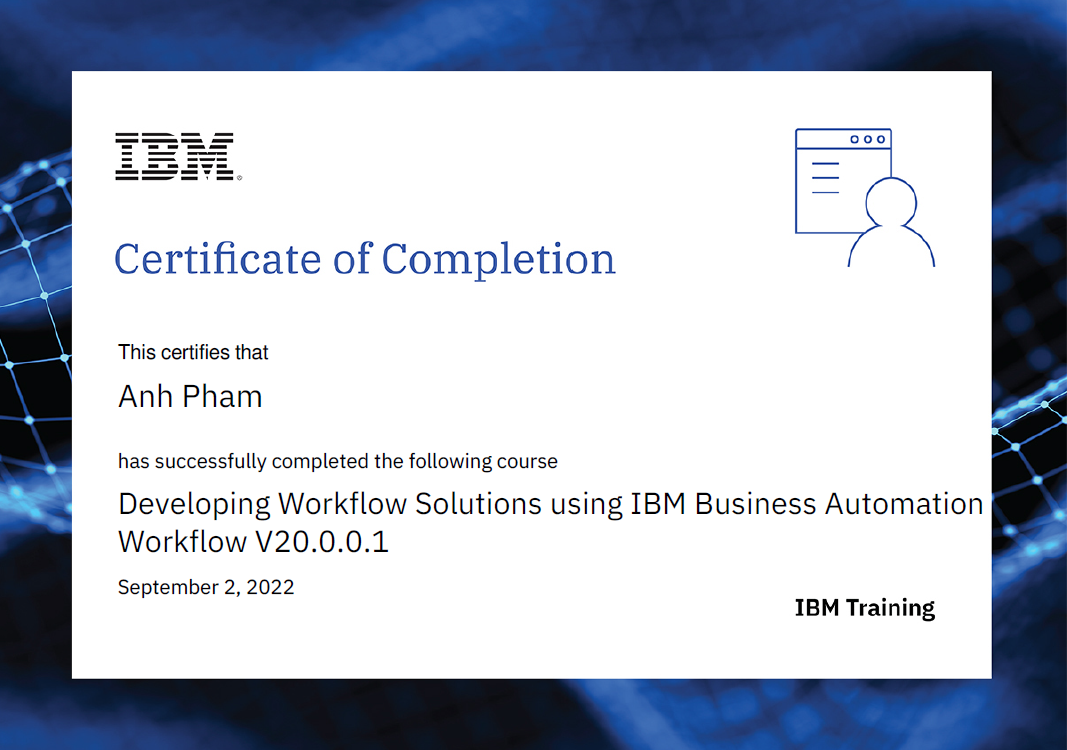 IBM®
Certificate of Completion
This certifies that
Anh Pham
has successfully completed the following course
Developing Workflow Solutions using IBM Business Automation
Workflow V20.0.0.1
September 2, 2022
IBM Training